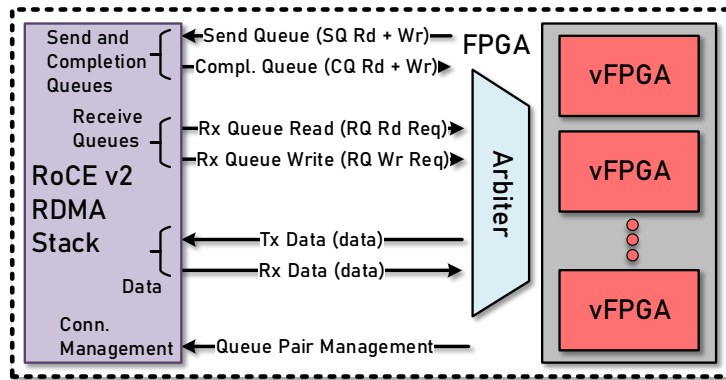 Send and
Completion
Queues
Send Queue (SQ Rd + Wr)
Compl. Queue (CQ Rd + Wr)
FPGA
Receive
Queues
Rx Queue Read (RQ Rd Req)
Rx Queue Write (RQ Wr Req)
RoCE v2
RDMA
Stack
Tx Data (data)
Rx Data (data)
Data
Conn.
Management
Queue Pair Management
Arbiter
vFPGA
vFPGA
vFPGA